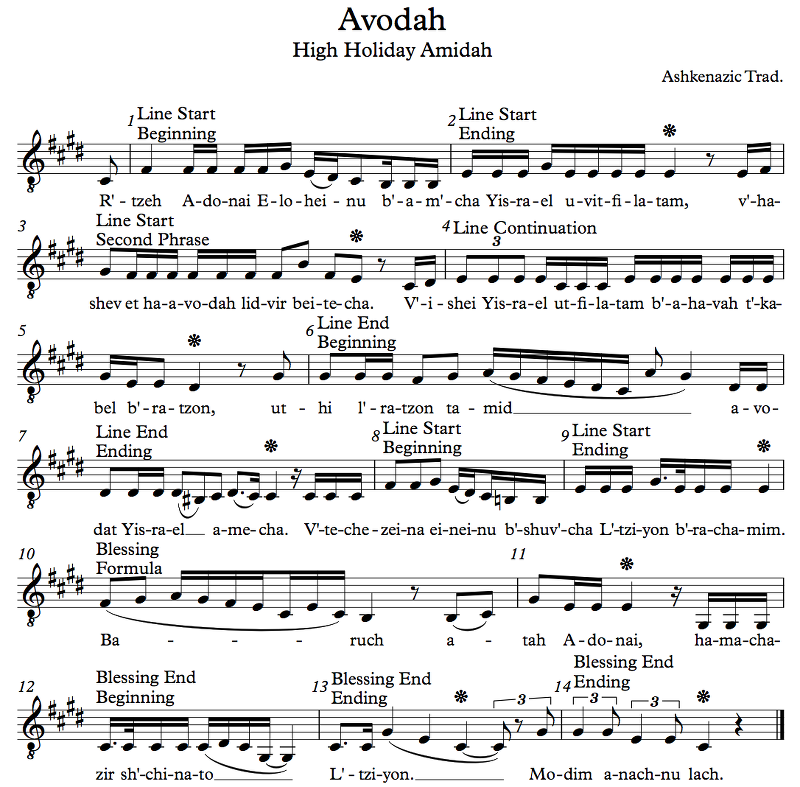 Avodah
High Holiday Amidah
Ashkenazic Trad.
1 Line Start
Beginning
2 Line Start
Ending
R' - tzeh A-do-nai E-lo-hei - nu b'-a-m'-cha Yis-ra-el u-vit-fi-la-tam, v'-ha-
3 Line Start
Second Phrase
4 Line Continuation
3
shev et ha-a-vo-dah lid-vir bei-te-cha. V'-i-shei Yis-ra-el ut-fi-la-tam b'-a-ha-vah t'-ka-
5
6 Line End
Beginning
bel b'-ra-tzon, ut - hi l'-ra-tzon ta-mid a-vo-
7 Line End
Ending
8 Line Start
Beginning
9 Line Start
Ending
dat Yis-ra-el a-me-cha. V'-te-che-zei-na ei-nei-nu b'-shuv'-cha L'-tzi-yon b'-ra-cha-mim.
10 Blessing
Formula
11
Ba - - - - ruch a - tah A-do-nai, ha-ma-cha-
12 Blessing End
Beginning
13 Blessing End
Ending
3
14 Blessing End
Ending
3 3
zir sh'-chi-na-to L' - tzi-yon. Mo-dim a-nach-nu lach.